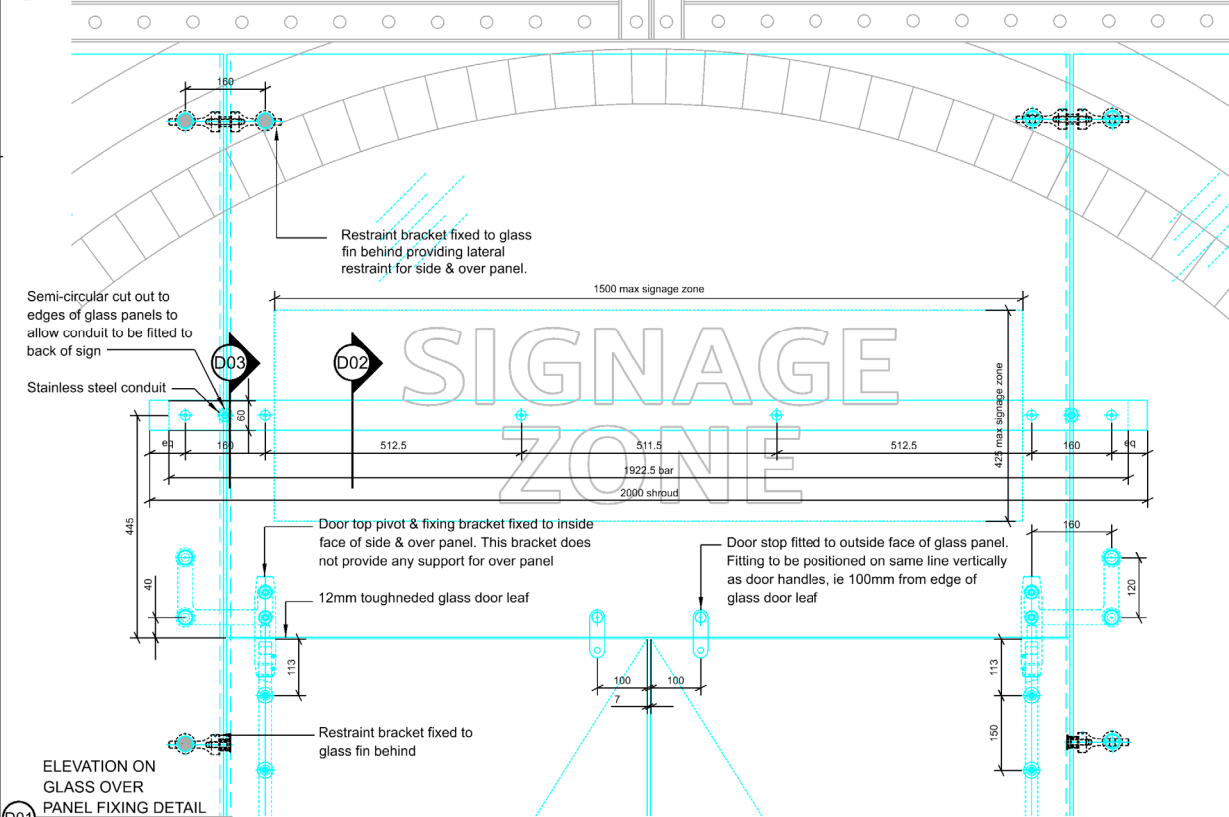 160
Restraint bracket fixed to glass
fin behind providing lateral
restraint for side & over panel.
Semi-circular cut out to
edges of glass panels to
allow conduit to be fitted to
back of sign
Stainless steel conduit
1500 max signage zone
SIGNAGE
ZONE
D03
D02
425 max signage zone
60
eq
160
512.5
511.5
512.5
160
eq
1922.5 bar
2000 shroud
445
40
Door top pivot & fixing bracket fixed to inside
face of side & over panel. This bracket does
not provide any support for over panel
12mm toughneded glass door leaf
Door stop fitted to outside face of glass panel.
Fitting to be positioned on same line vertically
as door handles, ie 100mm from edge of
glass door leaf
160
120
113
100
100
7
113
150
Restraint bracket fixed to
glass fin behind
ELEVATION ON
GLASS OVER
PANEL FIXING DETAIL
D01